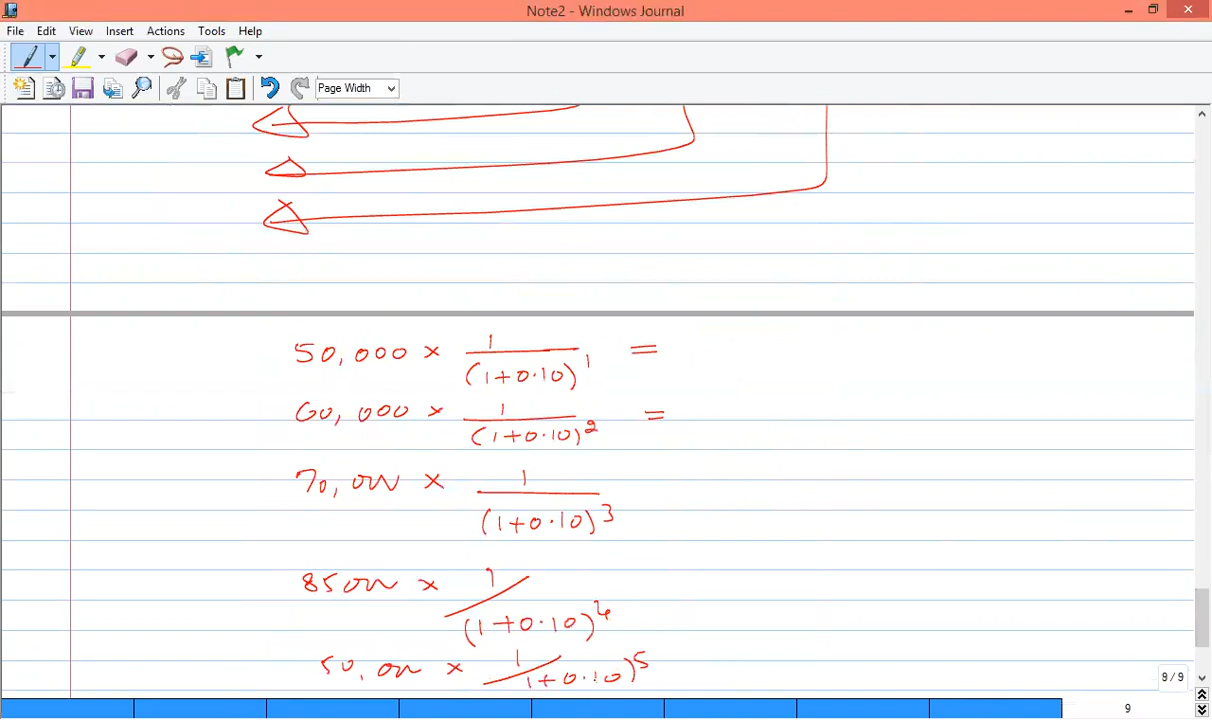 Note2 - Windows Journal
File Edit View Insert Actions Tools Help
Page Width
50,000 × 1/(1+0.10)^1 =
60,000 × 1/(1+0.10)^2 =
70,000 × 1/(1+0.10)^3
85000 × 1/(1+0.10)^4
50,000 × 1/1+0.10)^5
9/9
9